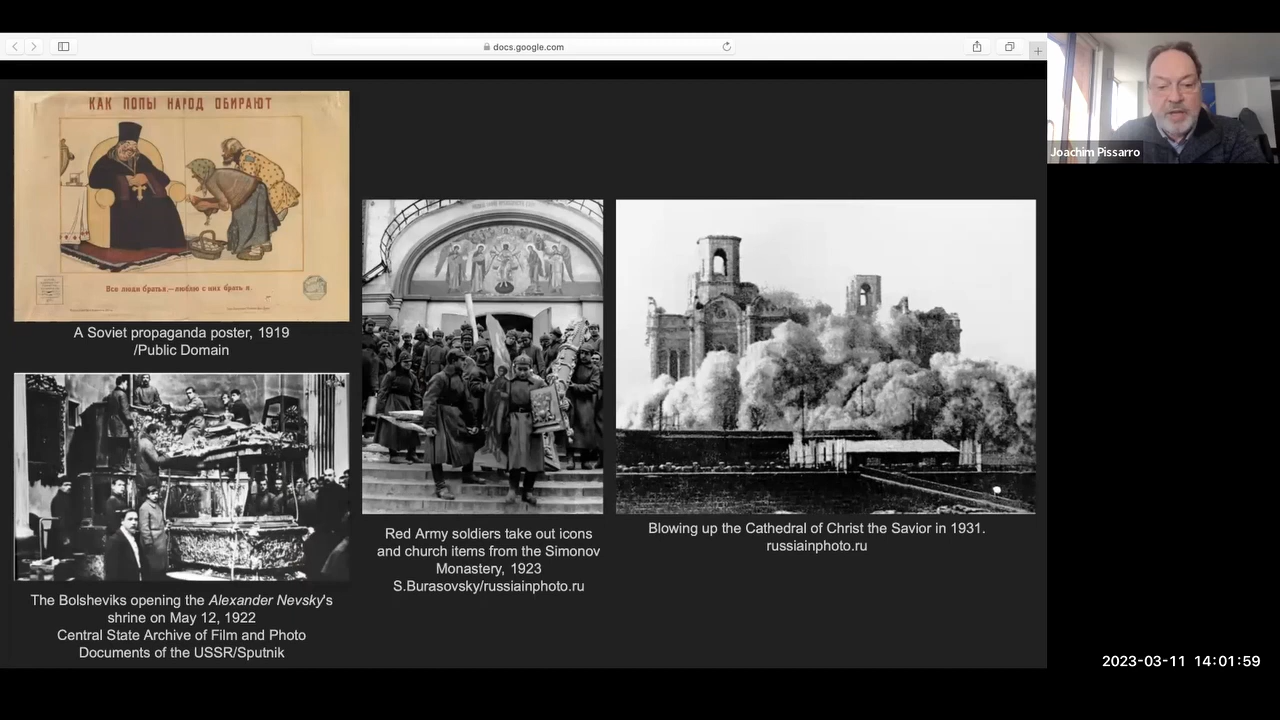 docs.google.com
КАК ПОПЫ НАРОД ОБИРАЮТ
Все люди братья,—люблю с них брать я.
A Soviet propaganda poster, 1919
/Public Domain
The Bolsheviks opening the Alexander Nevsky's
shrine on May 12, 1922
Central State Archive of Film and Photo
Documents of the USSR/Sputnik
Red Army soldiers take out icons
and church items from the Simonov
Monastery, 1923
S.Burasovsky/russiainphoto.ru
Blowing up the Cathedral of Christ the Savior in 1931.
russiainphoto.ru
Joachim Pissarro
2023-03-11 14:01:59